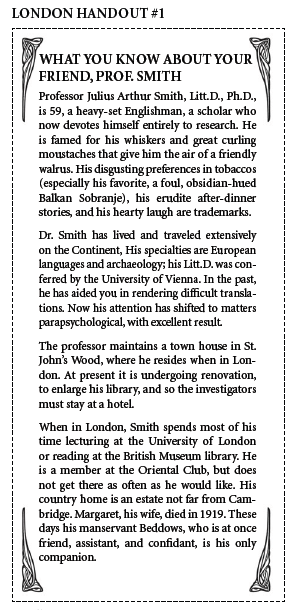 LONDON HANDOUT #1
WHAT YOU KNOW ABOUT YOUR
FRIEND, PROF. SMITH
Professor Julius Arthur Smith, Litt.D., Ph.D.,
is 59, a heavy-set Englishman, a scholar who
now devotes himself entirely to research. He
is famed for his whiskers and great curling
moustaches that give him the air of a friendly
walrus. His disgusting preferences in tobaccos
(especially his favorite, a foul, obsidian-hued
Balkan Sobranje), his erudite after-dinner
stories, and his hearty laugh are trademarks.
Dr. Smith has lived and traveled extensively
on the Continent, His specialties are European
languages and archaeology; his Litt.D. was con-
ferred by the University of Vienna. In the past,
he has aided you in rendering difficult transla-
tions. Now his attention has shifted to matters
parapsychological, with excellent result.
The professor maintains a town house in St.
John's Wood, where he resides when in Lon-
don. At present it is undergoing renovation,
to enlarge his library, and so the investigators
must stay at a hotel.
When in London, Smith spends most of his
time lecturing at the University of London
or reading at the British Museum library. He
is a member at the Oriental Club, but does
not get there as often as he would like. His
country home is an estate not far from Cam-
bridge. Margaret, his wife, died in 1919. These
days his manservant Beddows, who is at once
friend, assistant, and confidant, is his only
companion.